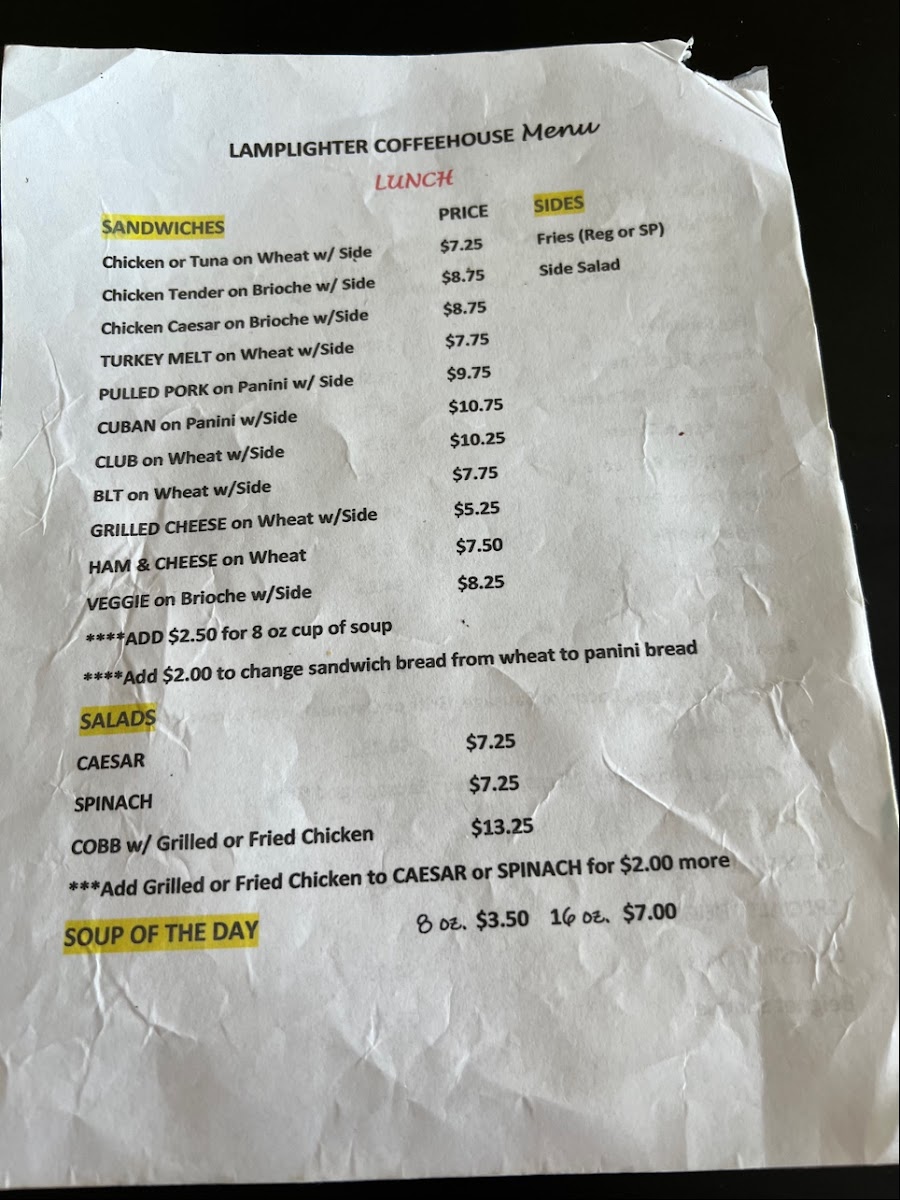 LAMPLIGHTER COFFEEHOUSE Menu
LUNCH
SANDWICHES PRICE SIDES
Chicken or Tuna on Wheat w/ Side $7.25 Fries (Reg or SP)
Chicken Tender on Brioche w/ Side $8.75 Side Salad
Chicken Caesar on Brioche w/Side $8.75
TURKEY MELT on Wheat w/Side $7.75
PULLED PORK on Panini w/ Side $9.75
CUBAN on Panini w/Side $10.75
CLUB on Wheat w/Side $10.25
BLT on Wheat w/Side $7.75
GRILLED CHEESE on Wheat w/Side $5.25
HAM & CHEESE on Wheat $7.50
VEGGIE on Brioche w/Side $8.25
****ADD $2.50 for 8 oz cup of soup
****Add $2.00 to change sandwich bread from wheat to panini bread
SALADS
CAESAR $7.25
SPINACH $7.25
COBB w/ Grilled or Fried Chicken $13.25
***Add Grilled or Fried Chicken to CAESAR or SPINACH for $2.00 more
SOUP OF THE DAY 8 oz. $3.50 16 oz. $7.00